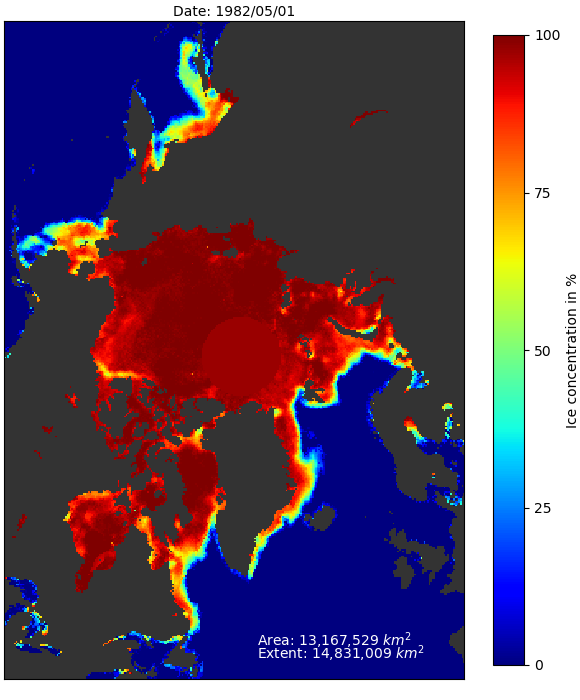 Date: 1982/05/01
100
75
50
25
0
Ice concentration in %
Area: 13,167,529 km²
Extent: 14,831,009 km²